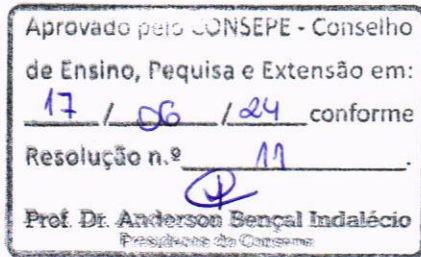 Aprovado pelo CONSEPE - Conselho
de Ensino, Pequisa e Extensão em:
17 / 06 / 24 conforme
Resolução n.º 11.
Prof. Dr. Anderson Bençal Indalécio
Presidente do Consepe